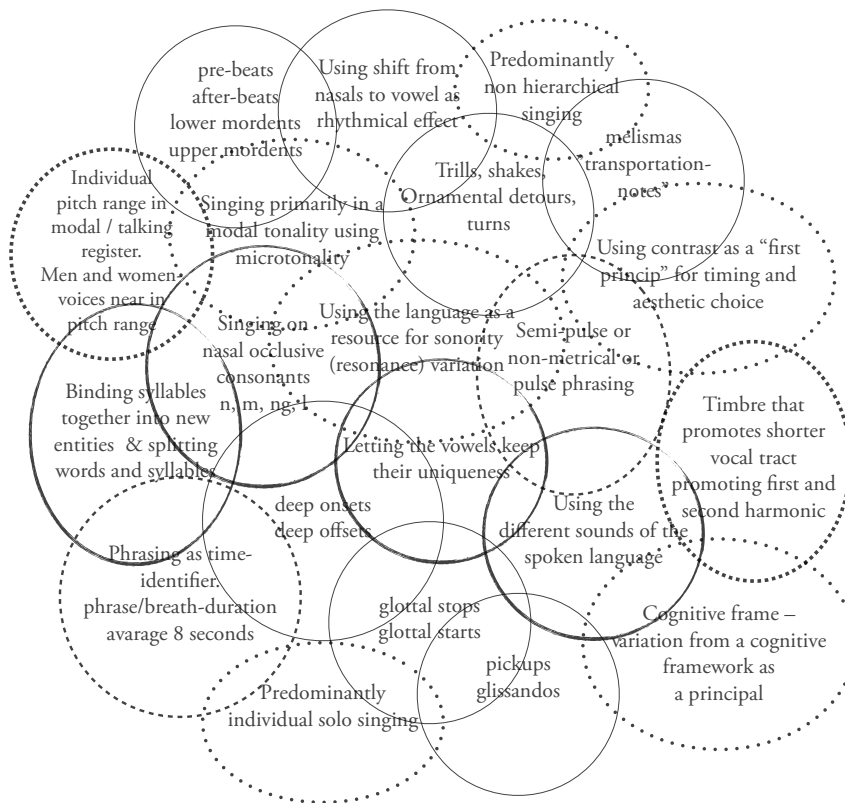 pre-beats
after-beats
lower mordents
upper mordents
Using shift from
nasals to vowel as
rhythmical effect
Predominantly
non hierarchical
singing
melismas
“transportation-
notes”
Trills, shakes,
Ornamental detours,
turns
Individual
pitch range in
modal / talking
register.
Men and women
voices near in
pitch range
Singing primarily in a
modal tonality using
microtonality
Using contrast as a “first
princip” for timing and
aesthetic choice
Singing on
nasal occlusive
consonants
n, m, ng, l
Using the language as a
resource for sonority
(resonance) variation
Semi-pulse or
non-metrical or
pulse phrasing
Binding syllables
together into new
entities & splitting
words and syllables
Letting the vowels keep
their uniqueness
Timbre that
promotes shorter
vocal tract
promoting first and
second harmonic
deep onsets
deep offsets
Using the
different sounds of the
spoken language
Phrasing as time-
identifier.
phrase/breath-duration
avarage 8 seconds
glottal stops
glottal starts
Cognitive frame –
variation from a cognitive
framework as
a principal
pickups
glissandos
Predominantly
individual solo singing